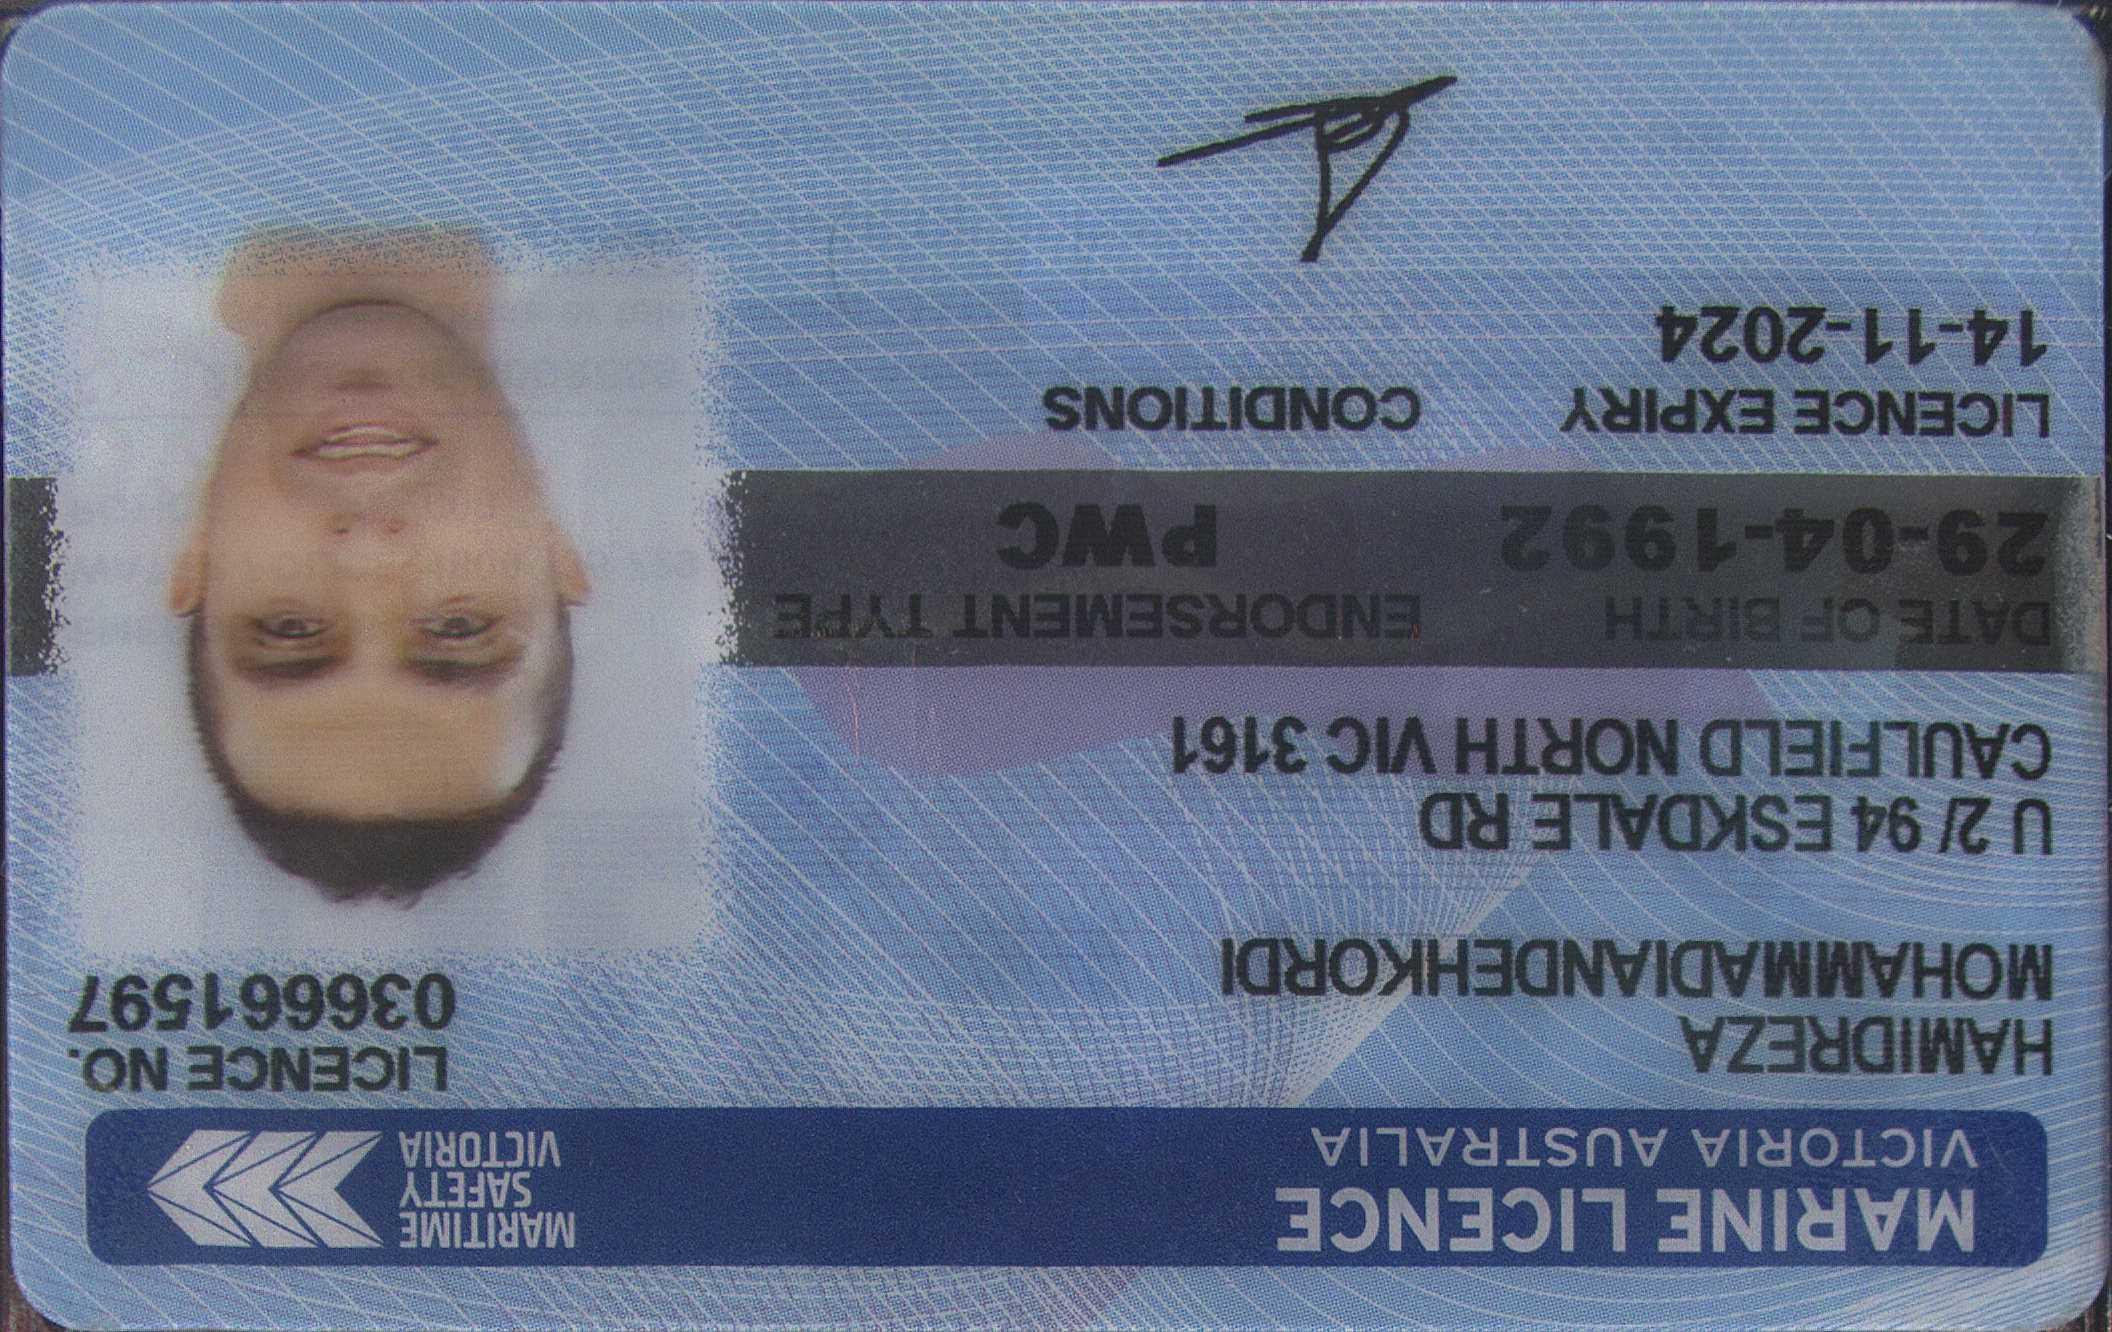 MARINE LICENCE
VICTORIA AUSTRALIA
MARITIME
SAFETY
VICTORIA
HAMIDREZA
MOHAMMADIANDEHKORDI
LICENCE NO.
036661597
U 2/ 94 ESKDALE RD
CAULFIELD NORTH VIC 3161
DATE OF BIRTH
29-04-1992
ENDORSEMENT TYPE
PWC
LICENCE EXPIRY
14-11-2024
CONDITIONS